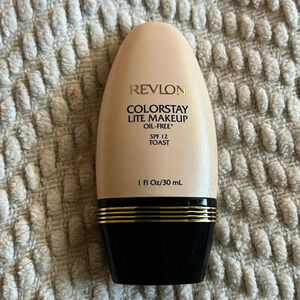 REVLON
COLORSTAY
LITE MAKEUP
OIL-FREE*
SPF 12
TOAST
1 Fl Oz/30 mL